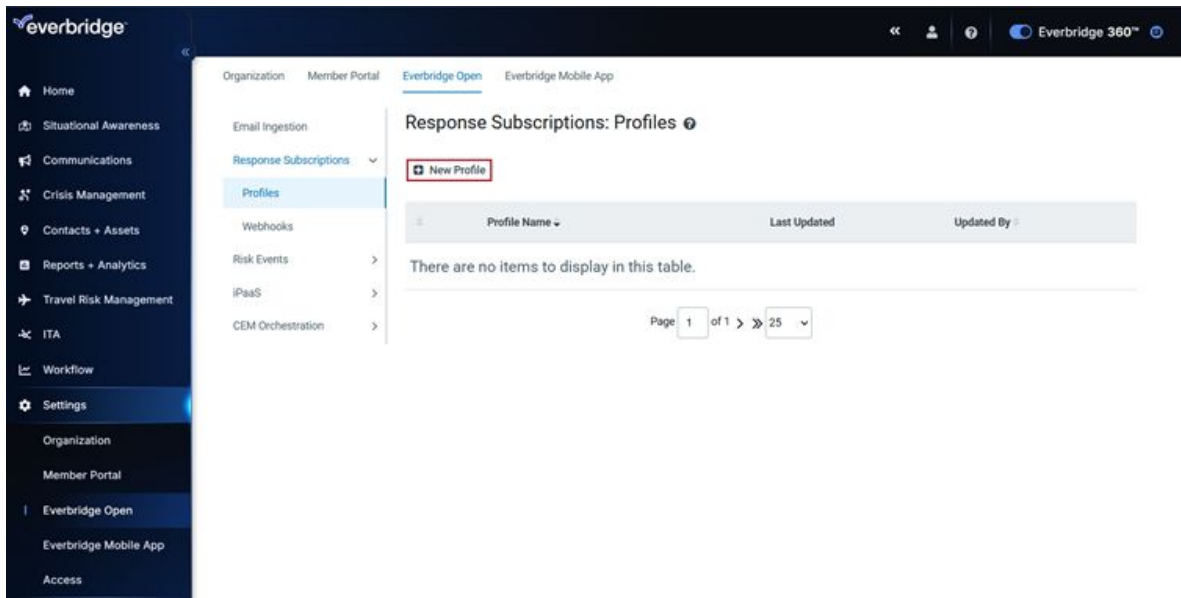 everbridge
Everbridge 360™
Home
Situational Awareness
Communications
Crisis Management
Contacts + Assets
Reports + Analytics
Travel Risk Management
ITA
Workflow
Settings
Organization
Member Portal
Everbridge Open
Everbridge Mobile App
Access
Organization Member Portal Everbridge Open Everbridge Mobile App
Email Ingestion
Response Subscriptions
Profiles
Webhooks
Risk Events
iPaaS
CEM Orchestration
Response Subscriptions: Profiles
New Profile
Profile Name Last Updated Updated By
There are no items to display in this table.
Page 1 of 1 25